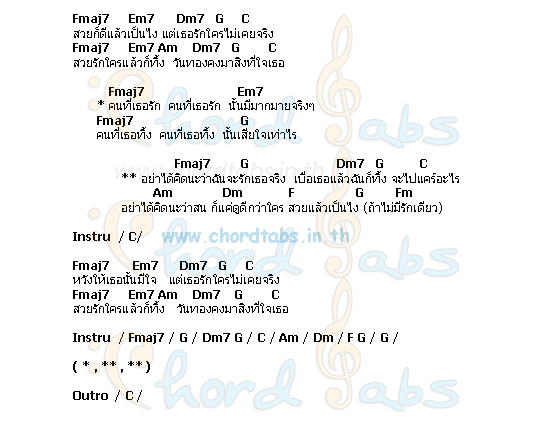 Fmaj7 Em7 Dm7 G C
สวยก็ดีแล้วเป็นไง แต่เธอรักใครไม่เคยจริง
Fmaj7 Em7 Am Dm7 G C
สวยรักใครแล้วก็ทิ้ง วันทองคงมาสิงที่ใจเธอ
Fmaj7 Em7
* คนที่เธอรัก คนที่เธอรัก นั้นมีมากมายจริงๆ
Fmaj7 G
คนที่เธอทิ้ง คนที่เธอทิ้ง นั้นเสียใจเท่าไร
Fmaj7 G Dm7 G C
** อย่าได้คิดนะว่าฉันจะรักเธอจริง เบื่อเธอแล้วฉันก็ทิ้ง จะไปแคร์อะไร
Am Dm F G Fm
อย่าได้คิดนะว่าสน ก็แค่ดูดีกว่าใคร สวยแล้วเป็นไง (ถ้าไม่มีรักเดียว)
Instru / C/
www.chordtabs.in.th
Fmaj7 Em7 Dm7 G C
หวังให้เธอนั้นมีใจ แต่เธอรักใครไม่เคยจริง
Fmaj7 Em7 Am Dm7 G C
สวยรักใครแล้วก็ทิ้ง วันทองคงมาสิงที่ใจเธอ
Instru / Fmaj7 / G / Dm7 G / C / Am / Dm / F G / G /
( * , ** , ** )
Outro / C /